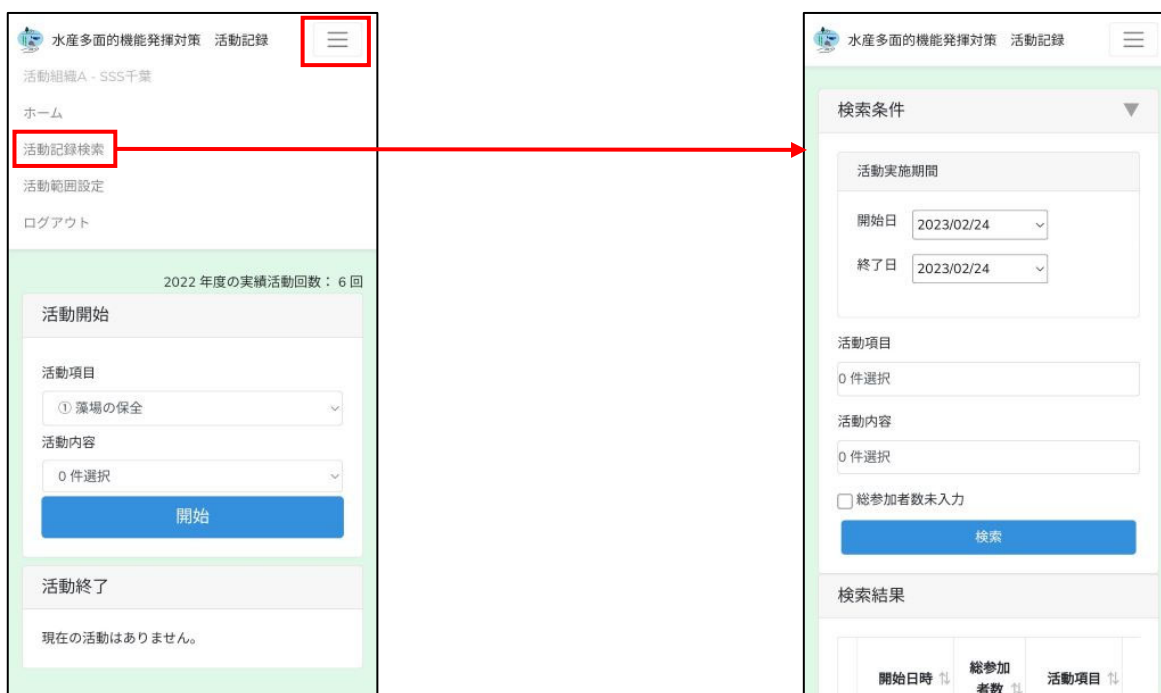 水産多面的機能発揮対策 活動記録
活動組織A - SSS千葉
ホーム
活動記録検索
活動範囲設定
ログアウト
2022 年度の実績活動回数： 6 回
活動開始
活動項目
① 藻場の保全
活動内容
0 件選択
開始
活動終了
現在の活動はありません。
水産多面的機能発揮対策 活動記録
検索条件
活動実施期間
開始日 2023/02/24
終了日 2023/02/24
活動項目
0 件選択
活動内容
0 件選択
総参加者数未入力
検索
検索結果
開始日時 総参加者数 活動項目